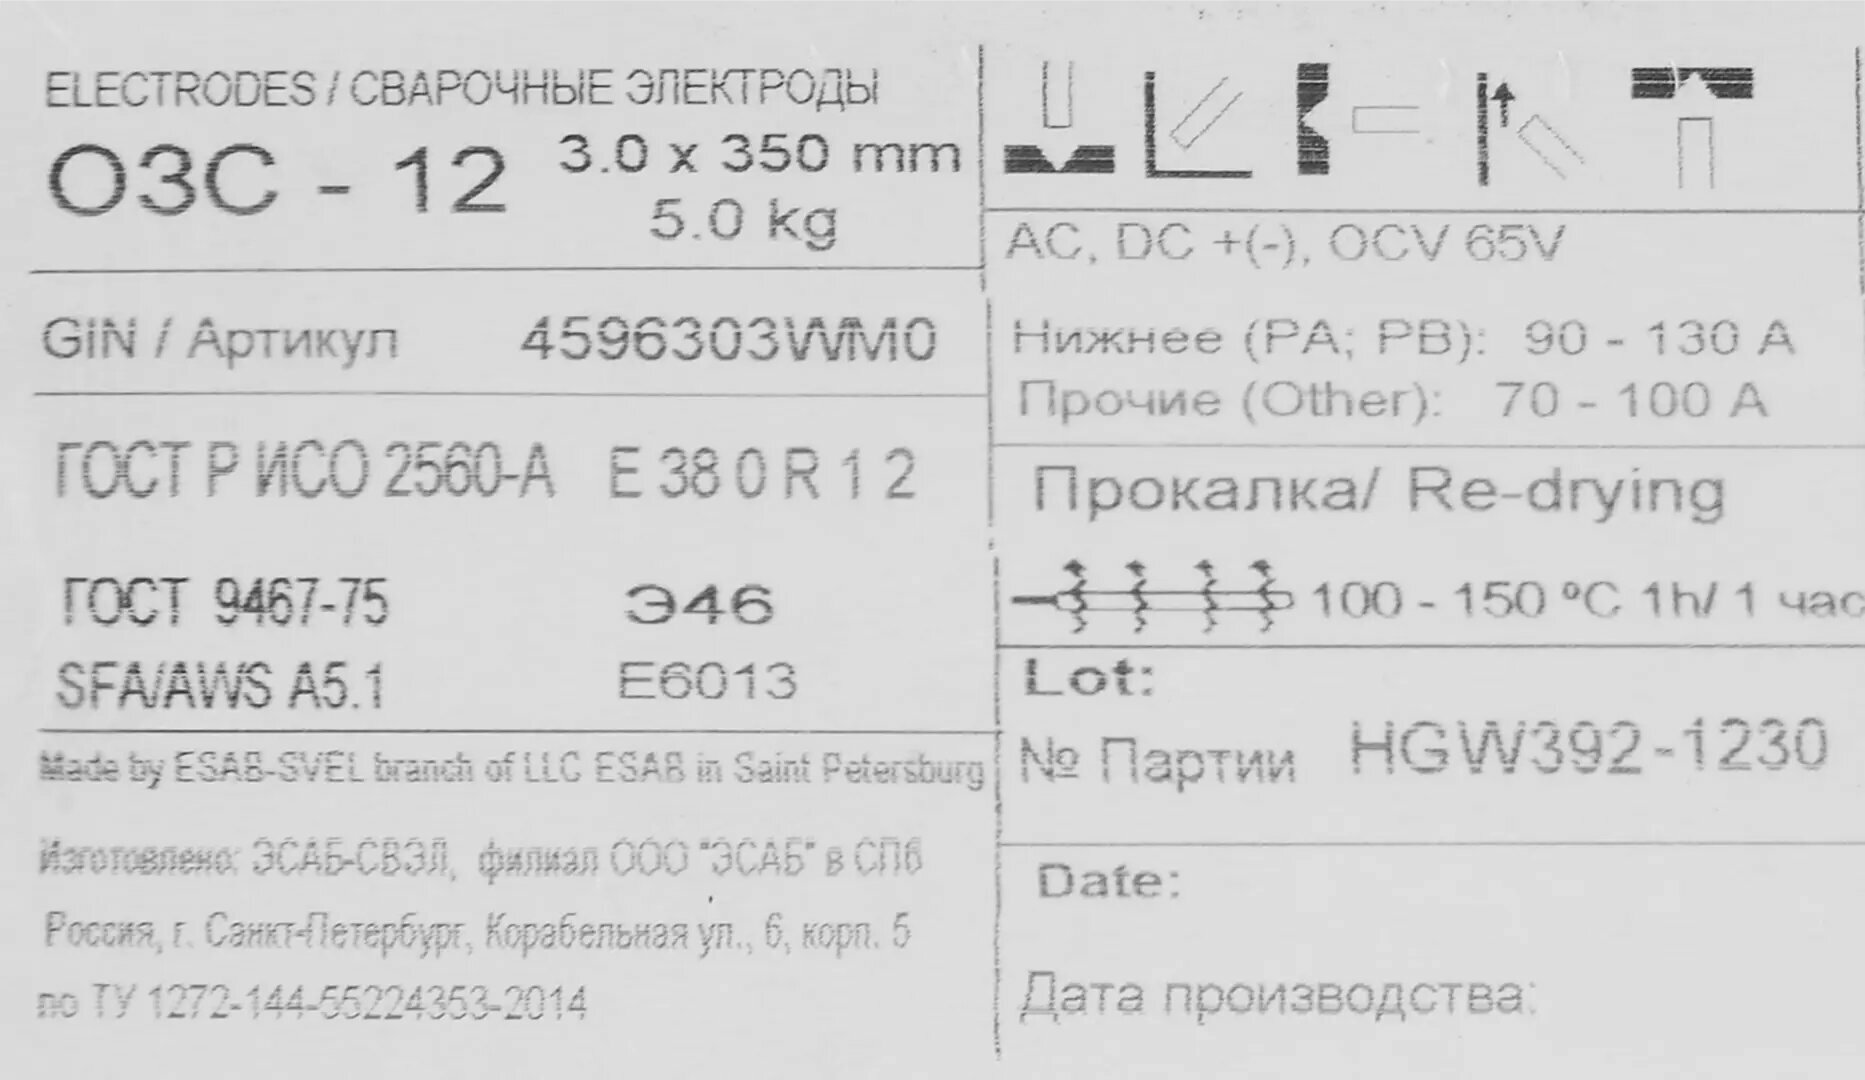 ELECTRODES / СВАРОЧНЫЕ ЭЛЕКТРОДЫ
ОЗС - 12
3.0 x 350 mm
5.0 kg
GIN / Артикул 4596303WM0
ГОСТ Р ИСО 2560-А E 38 0 R 1 2
ГОСТ 9467-75 Э46
SFA/AWS A5.1 E6013
Made by ESAB-SVEL branch of LLC ESAB in Saint Petersburg
Изготовлено: ЭСАБ-СВЭЛ, филиал ООО "ЭСАБ" в СПб
Россия, г. Санкт-Петербург, Корабельная ул., 6, корп. 5
по ТУ 1272-144-55224353-2014
AC, DC +(-), OCV 65V
Нижнее (PA; PB): 90 - 130 A
Прочие (Other): 70 - 100 A
Прокалка/ Re-drying
100 - 150 ºC 1h/ 1 час
Lot:
№ Партии HGW392-1230
Date:
Дата производства: